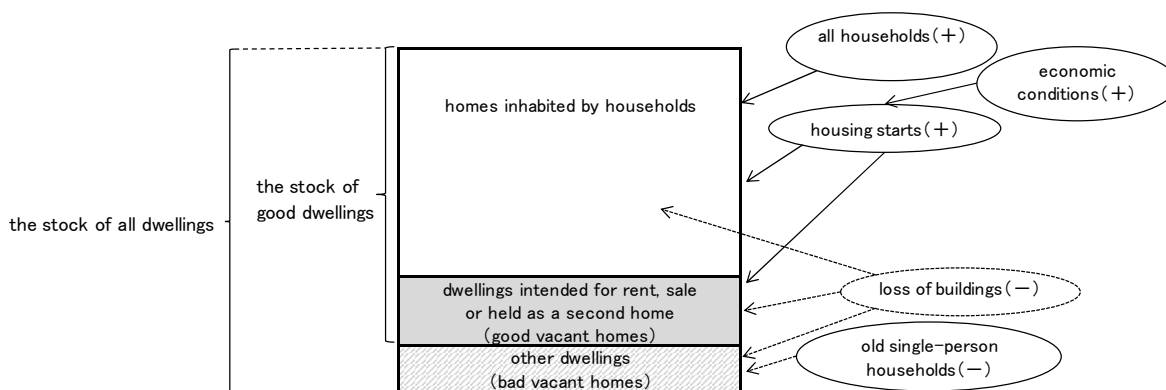 all households(+)
economic
conditions(+)
homes inhabited by households
housing starts(+)
the stock of
good dwellings
the stock of all dwellings
dwellings intended for rent, sale
or held as a second home
(good vacant homes)
loss of buildings(−)
other dwellings
(bad vacant homes)
old single-person
households(−)